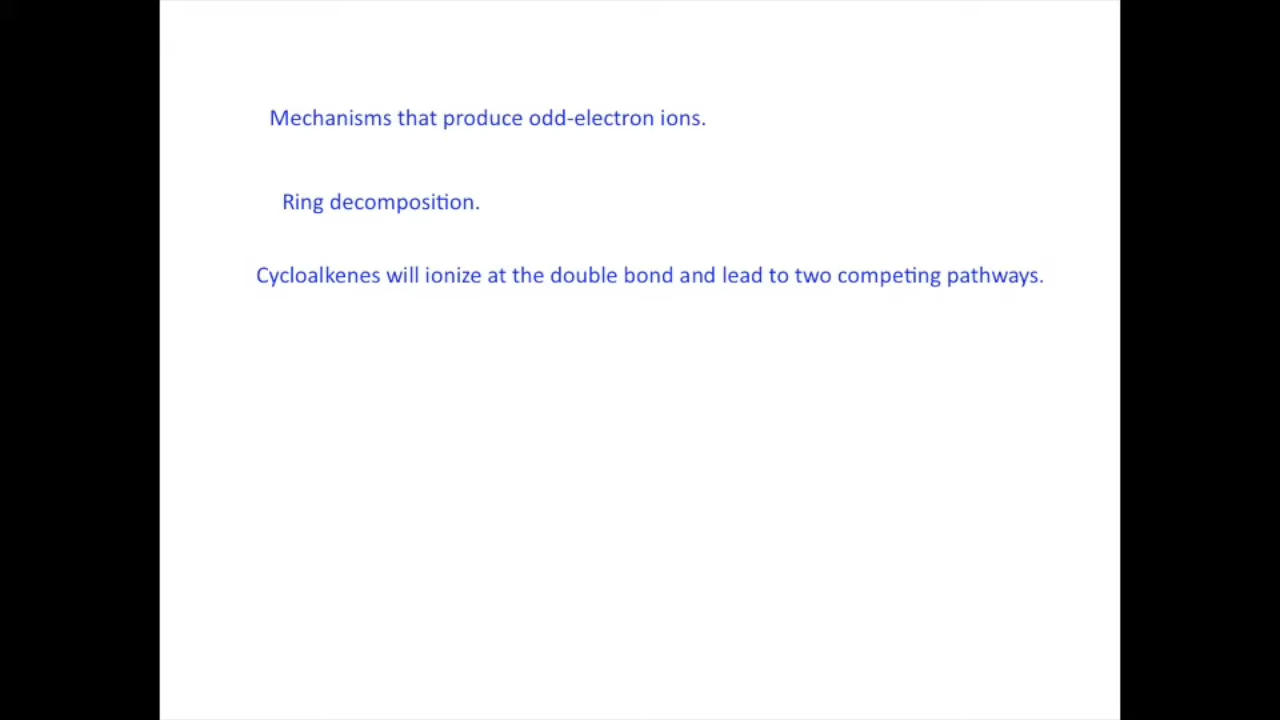 Mechanisms that produce odd-electron ions.
Ring decomposition.
Cycloalkenes will ionize at the double bond and lead to two competing pathways.